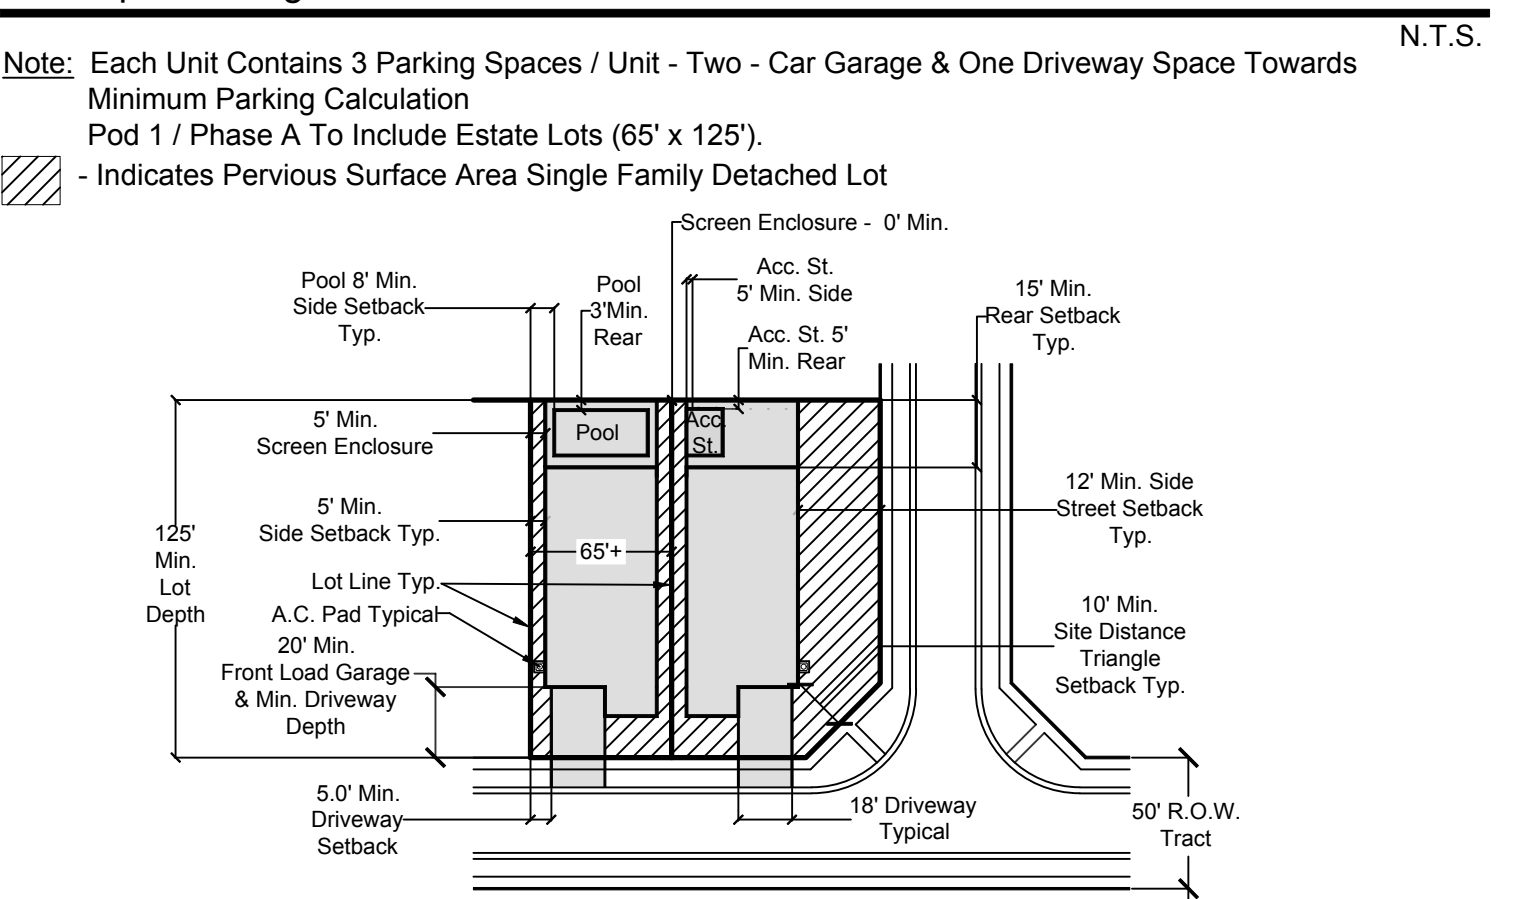 N.T.S.
Note: Each Unit Contains 3 Parking Spaces / Unit - Two - Car Garage & One Driveway Space Towards
Minimum Parking Calculation
Pod 1 / Phase A To Include Estate Lots (65' x 125').
- Indicates Pervious Surface Area Single Family Detached Lot
Screen Enclosure - 0' Min.
Pool 8' Min.
Side Setback
Typ.
Pool
3'Min.
Rear
Acc. St.
5' Min. Side
Acc. St. 5'
Min. Rear
15' Min.
Rear Setback
Typ.
5' Min.
Screen Enclosure
Pool
Acc.
St.
12' Min. Side
Street Setback
Typ.
5' Min.
Side Setback Typ.
125'
Min.
Lot
Depth
65'+
Lot Line Typ.
A.C. Pad Typical
20' Min.
Front Load Garage
& Min. Driveway
Depth
10' Min.
Site Distance
Triangle
Setback Typ.
5.0' Min.
Driveway
Setback
18' Driveway
Typical
50' R.O.W.
Tract